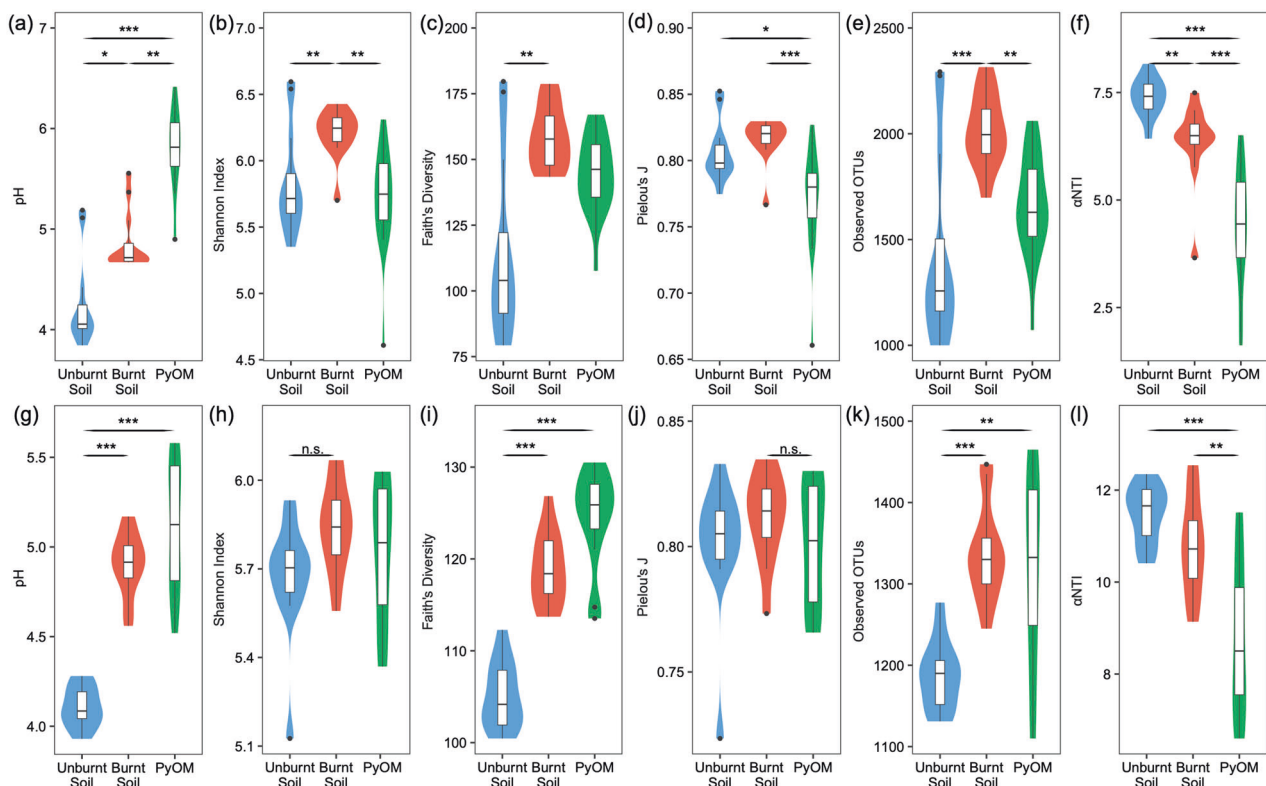 (a)
pH
7
6
5
4
***
*
**
Unburnt Soil
Burnt Soil
PyOM
(b)
Shannon Index
7.0
6.5
6.0
5.5
5.0
4.5
**
**
Unburnt Soil
Burnt Soil
PyOM
(c)
Faith's Diversity
200
175
150
125
100
75
**
Unburnt Soil
Burnt Soil
PyOM
(d)
Pielou's J
0.90
0.85
0.80
0.75
0.70
0.65
*
***
Unburnt Soil
Burnt Soil
PyOM
(e)
Observed OTUs
2500
2000
1500
1000
***
**
Unburnt Soil
Burnt Soil
PyOM
(f)
αNTI
7.5
5.0
2.5
***
**
***
Unburnt Soil
Burnt Soil
PyOM
(g)
pH
5.5
5.0
4.5
4.0
***
***
Unburnt Soil
Burnt Soil
PyOM
(h)
Shannon Index
6.0
5.7
5.4
5.1
n.s.
Unburnt Soil
Burnt Soil
PyOM
(i)
Faith's Diversity
130
120
110
100
***
***
Unburnt Soil
Burnt Soil
PyOM
(j)
Pielou's J
0.85
0.80
0.75
n.s.
Unburnt Soil
Burnt Soil
PyOM
(k)
Observed OTUs
1500
1400
1300
1200
1100
**
***
Unburnt Soil
Burnt Soil
PyOM
(l)
αNTI
12
10
8
***
**
Unburnt Soil
Burnt Soil
PyOM